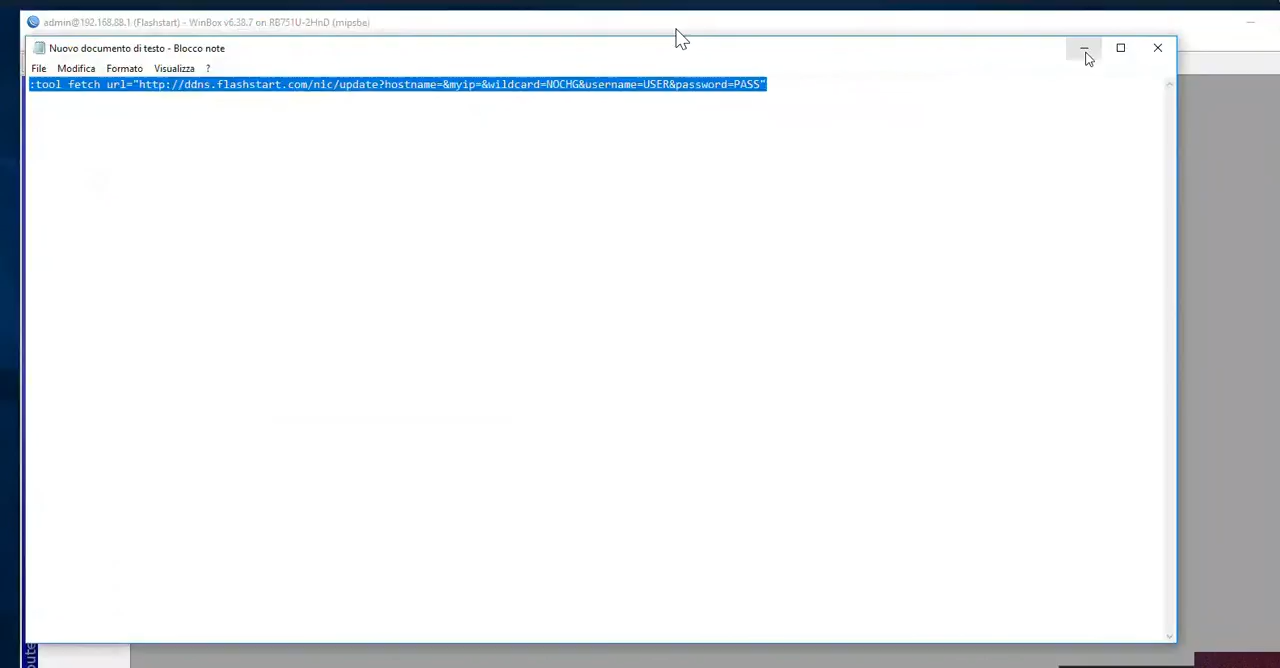 admin@192.168.88.1 (Flashstart) - WinBox v6.38.7 on RB751U-2HnD (mipsbe)
Nuovo documento di testo - Blocco note
File Modifica Formato Visualizza ?
:tool fetch url="http://ddns.flashstart.com/nic/update?hostname=&myip=&wildcard=NOCHG&username=USER&password=PASS"